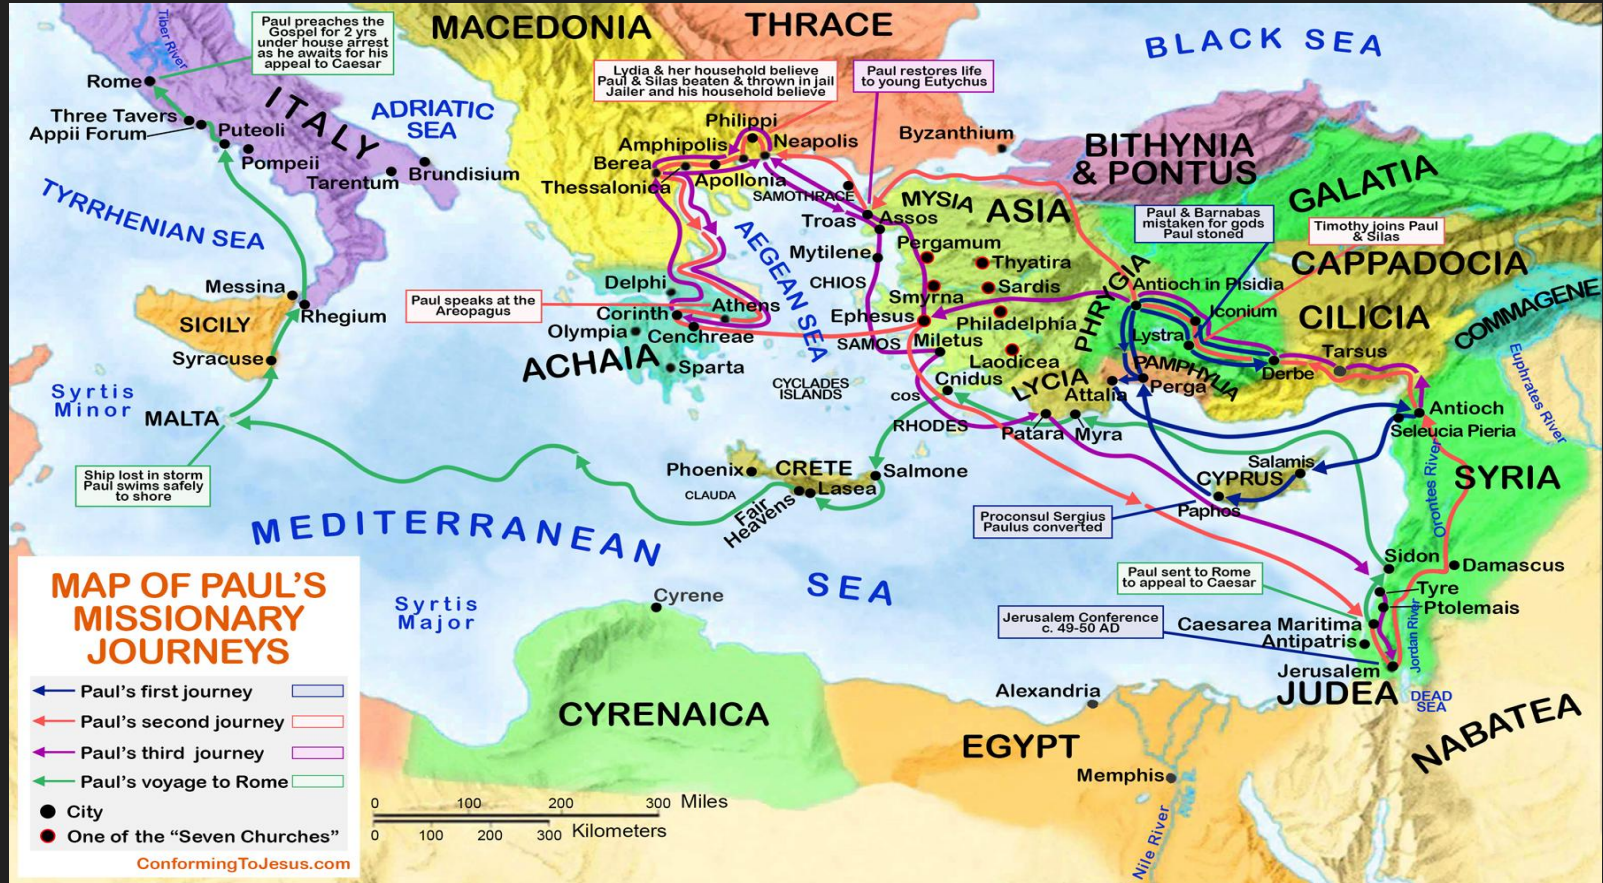 MACEDONIA
THRACE
BLACK SEA
Tiber River
Paul preaches the
Gospel for 2 yrs
under house arrest
as he awaits for his
appeal to Caesar
Rome
Three Tavers
Appii Forum
Puteoli
Pompeii
ITALY
ADRIATIC
SEA
Tarentum
Brundisium
TYRRHENIAN SEA
Lydia & her household believe
Paul & Silas beaten & thrown in jail
Jailer and his household believe
Paul restores life
to young Eutychus
Philippi
Amphipolis
Neapolis
Berea
Thessalonica
Apollonia
SAMOTHRACE
Byzanthium
BITHYNIA
& PONTUS
GALATIA
MYSIA
ASIA
Troas
Assos
Paul & Barnabas
mistaken for gods
Paul stoned
Timothy joins Paul
& Silas
CAPPADOCIA
COMMAGENE
AEGEAN SEA
Mytilene
Pergamum
Thyatira
CHIOS
Sardis
Smyrna
PHRYGIA
Antioch in Pisidia
Iconium
CILICIA
Messina
Rhegium
SICILY
Syracuse
Delphi
Paul speaks at the
Areopagus
Athens
Corinth
Olympia
Cenchreae
ACHAIA
Sparta
Ephesus
Philadelphia
SAMOS
Miletus
Laodicea
Lystra
Derbe
Tarsus
Euphrates River
CYCLADES
ISLANDS
Cnidus
COS
LYCIA
PAMPHYLIA
Perga
Attalia
RHODES
Patara
Myra
Antioch
Seleucia Pieria
Syrtis
Minor
MALTA
Ship lost in storm
Paul swims safely
to shore
Phoenix
CRETE
Salmone
CLAUDA
Lasea
Fair
Heavens
Salamis
CYPRUS
Paphos
Proconsul Sergius
Paulus converted
Orontes River
SYRIA
MEDITERRANEAN
SEA
Sidon
Damascus
Paul sent to Rome
to appeal to Caesar
Tyre
Ptolemais
Jerusalem Conference
c. 49-50 AD
Caesarea Maritima
Antipatris
Jordan River
Jerusalem
JUDEA
DEAD
SEA
NABATEA
Syrtis
Major
Cyrene
CYRENAICA
Alexandria
EGYPT
Memphis
Nile River
MAP OF PAUL'S
MISSIONARY
JOURNEYS
Paul's first journey
Paul's second journey
Paul's third journey
Paul's voyage to Rome
City
One of the “Seven Churches”
ConformingToJesus.com
0 100 200 300 Miles
0 100 200 300 Kilometers